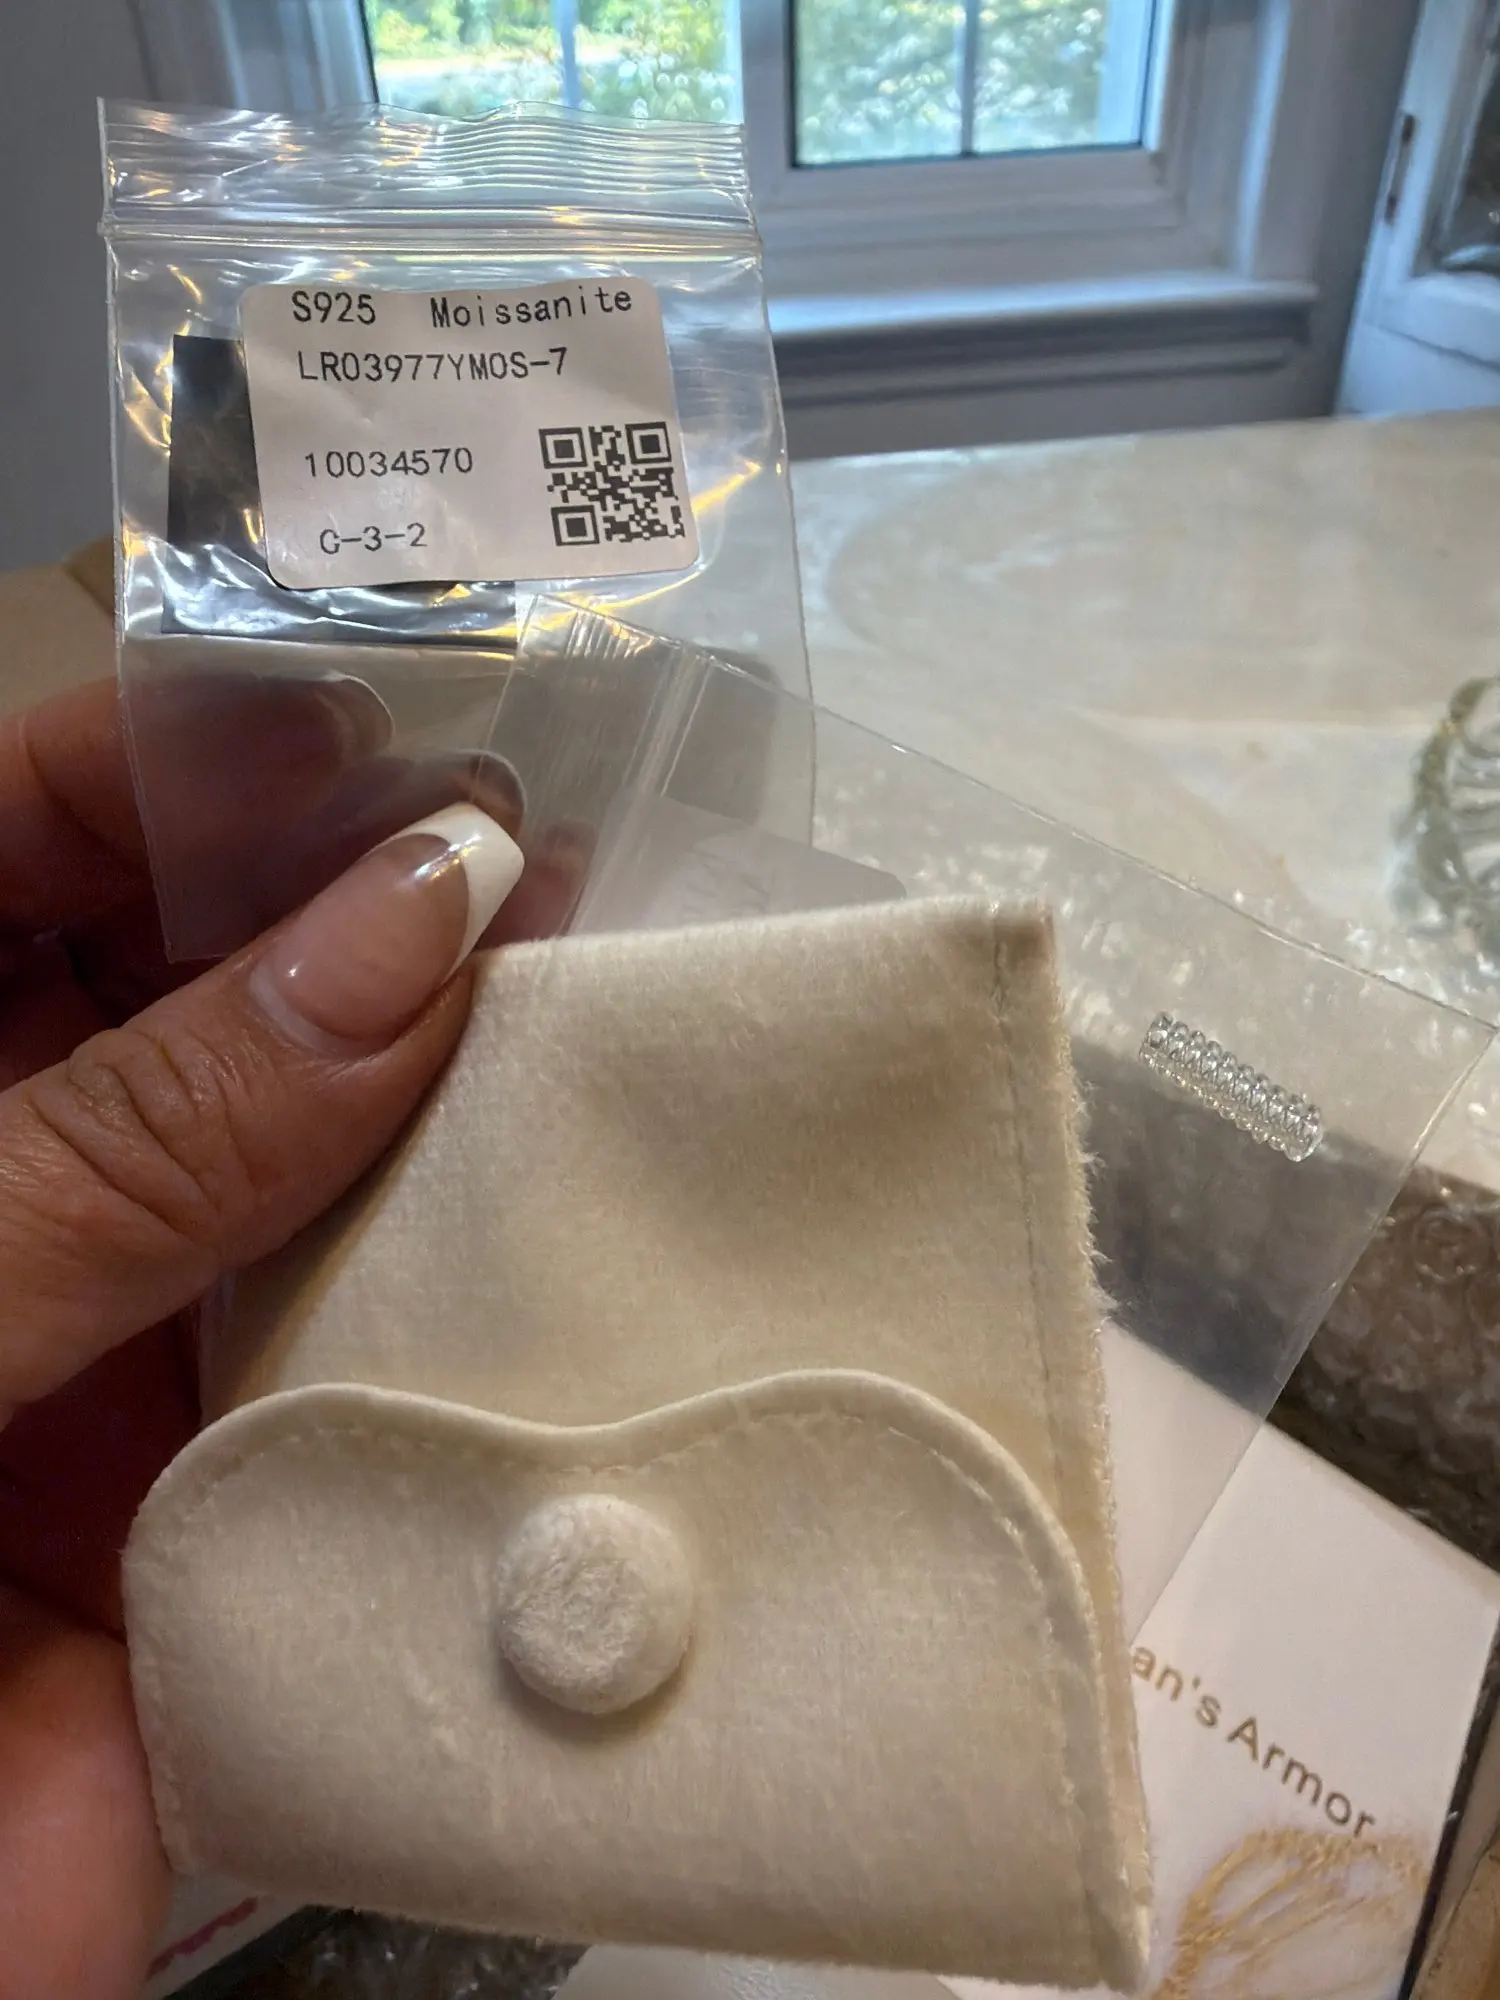 S925 Moissanite
LR03977YMOS-7
10034570
C-3-2
an's Armor